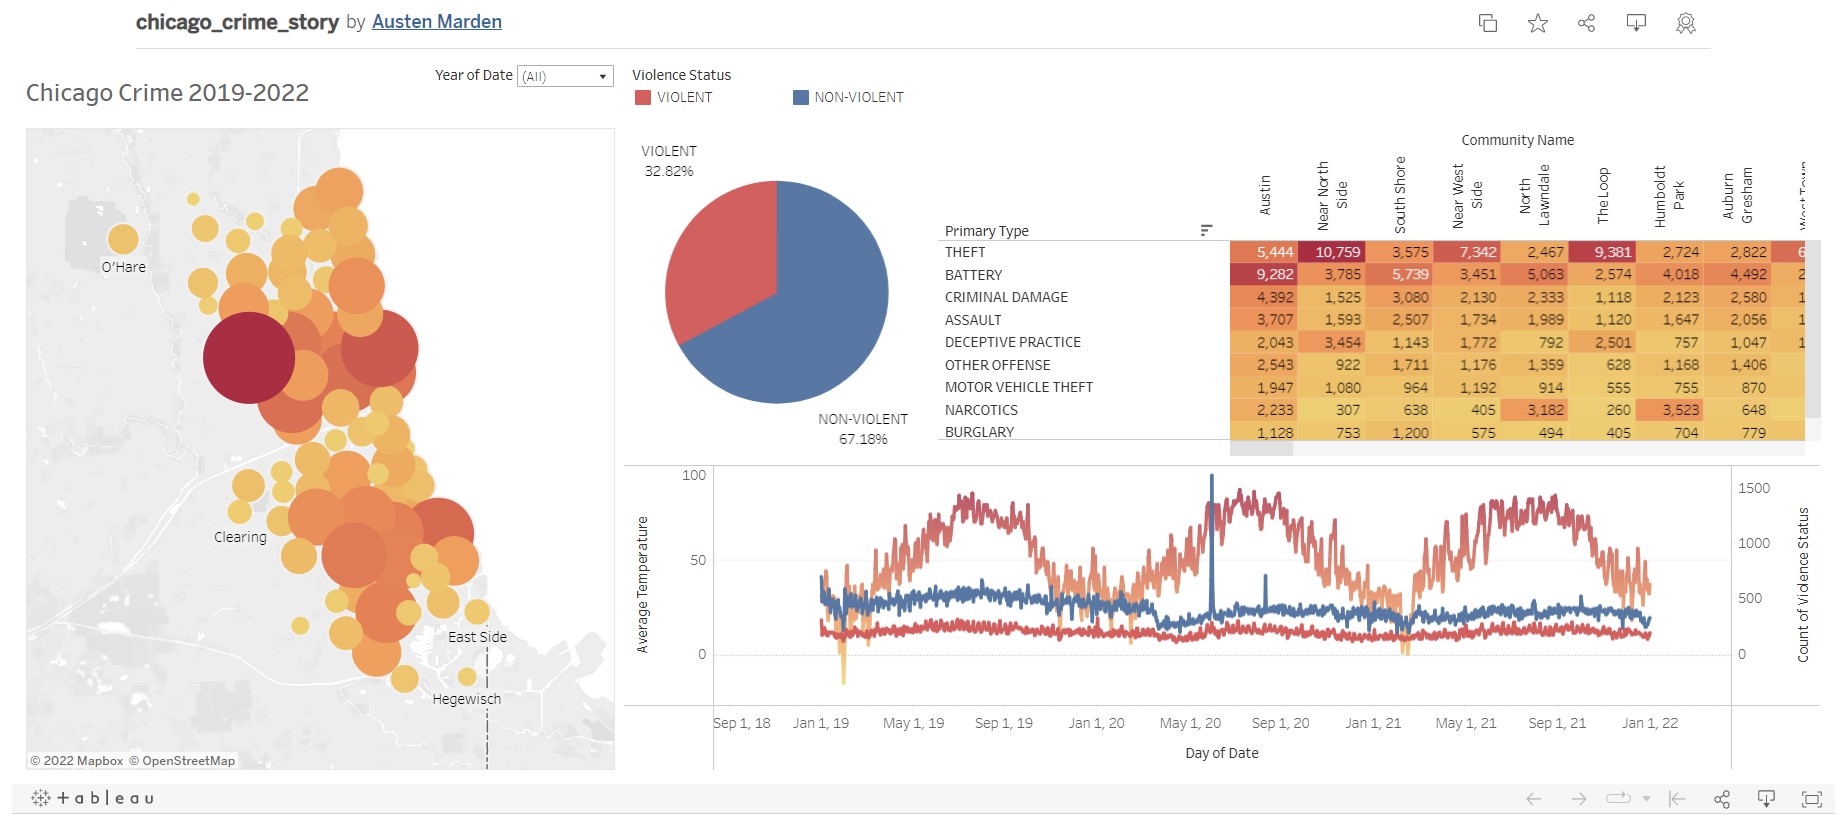 chicago_crime_story by Austen Marden
Chicago Crime 2019-2022
Year of Date (All)
Violence Status
VIOLENT
NON-VIOLENT
O'Hare
Clearing
East Side
Hegewisch
© 2022 Mapbox © OpenStreetMap
VIOLENT
32.82%
NON-VIOLENT
67.18%
Community Name
Primary Type
Austin
Near North
Side
South Shore
Near West
Side
North
Lawndale
The Loop
Humboldt
Park
Auburn
Gresham
THEFT 5,444 10,759 3,575 7,342 2,467 9,381 2,724 2,822 6
BATTERY 9,282 3,785 5,739 3,451 5,063 2,574 4,018 4,492 2
CRIMINAL DAMAGE 4,392 1,525 3,080 2,130 2,333 1,118 2,123 2,580 1
ASSAULT 3,707 1,593 2,507 1,734 1,989 1,120 1,647 2,056 1
DECEPTIVE PRACTICE 2,043 3,454 1,143 1,772 792 2,501 757 1,047 1
OTHER OFFENSE 2,543 922 1,711 1,176 1,359 628 1,168 1,406
MOTOR VEHICLE THEFT 1,947 1,080 964 1,192 914 555 755 870
NARCOTICS 2,233 307 638 405 3,182 260 3,523 648
BURGLARY 1,128 753 1,200 575 494 405 704 779
Average Temperature
100
50
0
1500
1000
500
0
Count of Violence Status
Sep 1, 18 Jan 1, 19 May 1, 19 Sep 1, 19 Jan 1, 20 May 1, 20 Sep 1, 20 Jan 1, 21 May 1, 21 Sep 1, 21 Jan 1, 22
Day of Date
+ableau